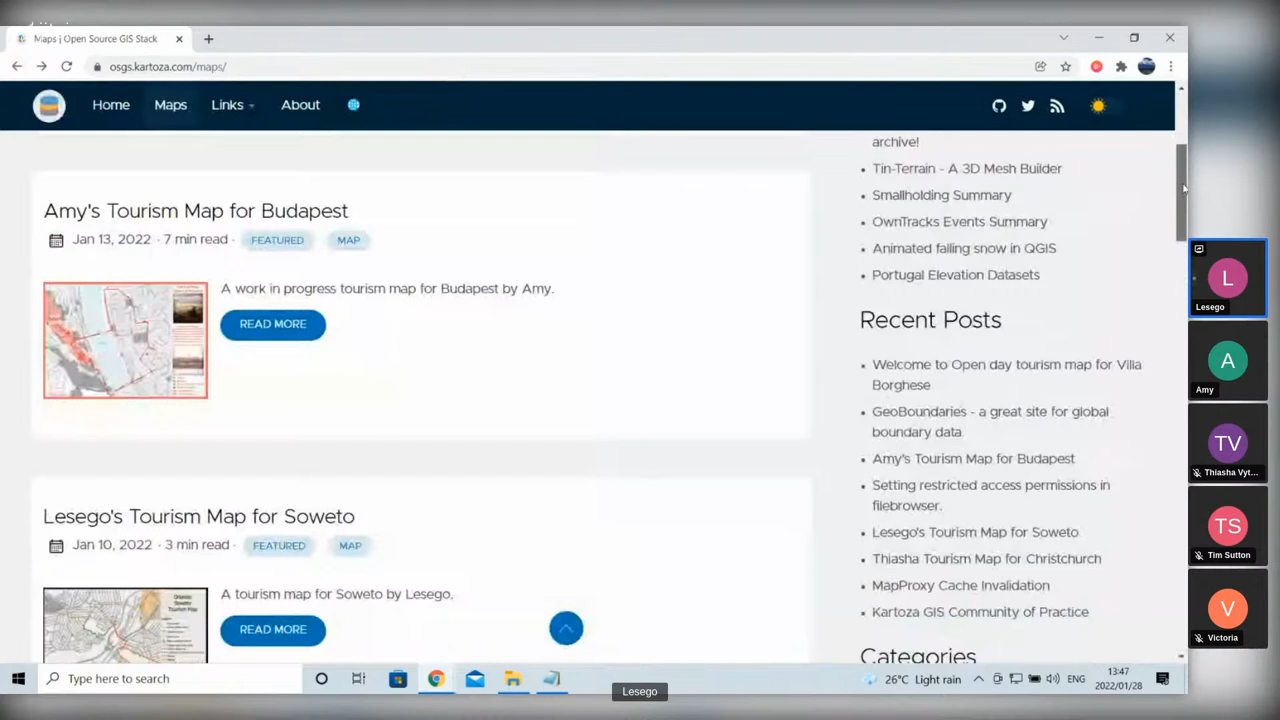 Maps | Open Source GIS Stack
osgs.kartoza.com/maps/
Home Maps Links About
archive!
Tin-Terrain - A 3D Mesh Builder
Smallholding Summary
OwnTracks Events Summary
Animated falling snow in QGIS
Portugal Elevation Datasets
Amy's Tourism Map for Budapest
Jan 13, 2022 · 7 min read · FEATURED MAP
A work in progress tourism map for Budapest by Amy.
READ MORE
Recent Posts
Welcome to Open day tourism map for Villa
Borghese
GeoBoundaries - a great site for global
boundary data.
Amy's Tourism Map for Budapest
Setting restricted access permissions in
filebrowser.
Lesego's Tourism Map for Soweto
Thiasha Tourism Map for Christchurch
MapProxy Cache Invalidation
Kartoza GIS Community of Practice
Categories
Lesego's Tourism Map for Soweto
Jan 10, 2022 · 3 min read · FEATURED MAP
A tourism map for Soweto by Lesego.
READ MORE
L
Lesego
A
Amy
TV
Thiasha Vyt...
TS
Tim Sutton
V
Victoria
Type here to search
26°C Light rain
ENG
13:47
2022/01/28
Lesego